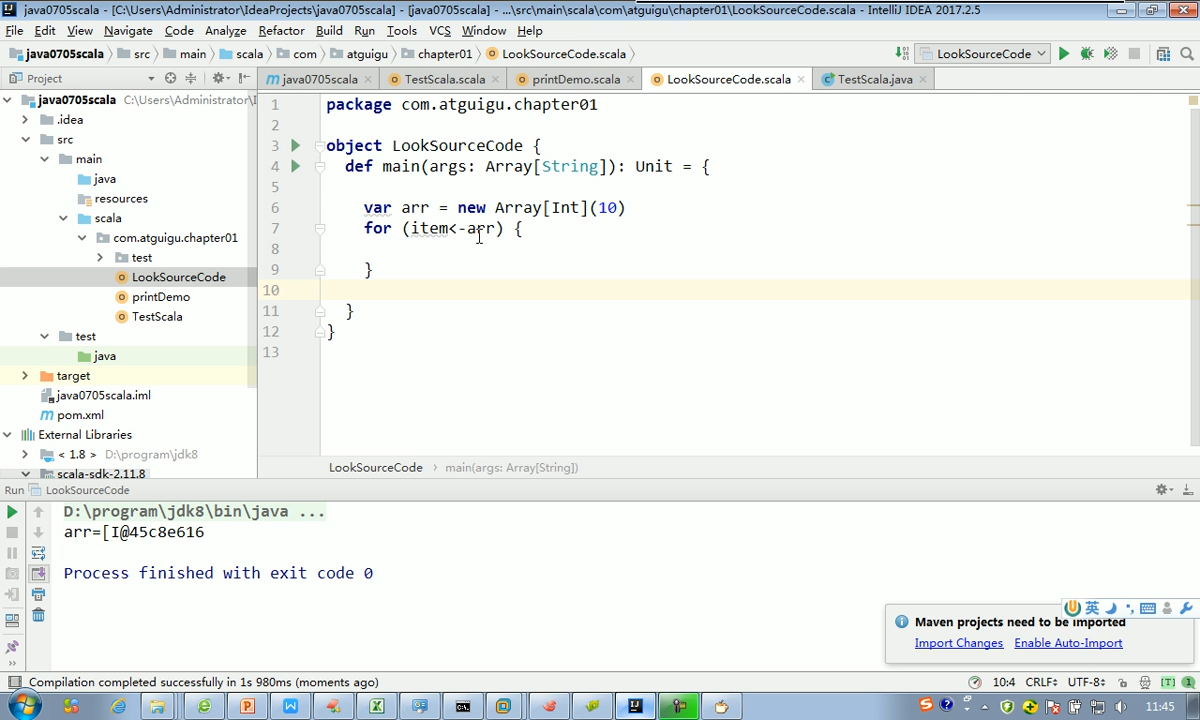 java0705scala - [C:\Users\Administrator\IdeaProjects\java0705scala] - [java0705scala] - ...\src\main\scala\com\atguigu\chapter01\LookSourceCode.scala - IntelliJ IDEA 2017.2.5
File Edit View Navigate Code Analyze Refactor Build Run Tools VCS Window Help
java0705scala src main scala com atguigu chapter01 LookSourceCode.scala LookSourceCode
Project
java0705scala TestScala.scala printDemo.scala LookSourceCode.scala TestScala.java
java0705scala C:\Users\Administrator\I
.idea
src
main
java
resources
scala
com.atguigu.chapter01
test
LookSourceCode
printDemo
TestScala
test
java
target
java0705scala.iml
pom.xml
External Libraries
< 1.8 > D:\program\jdk8
scala-sdk-2.11.8
1 package com.atguigu.chapter01
2
3 object LookSourceCode {
4 def main(args: Array[String]): Unit = {
5
6 var arr = new Array[Int](10)
7 for (item<-arr) {
8
9 }
10
11 }
12 }
13
LookSourceCode main(args: Array[String])
Run LookSourceCode
D:\program\jdk8\bin\java ...
arr=[I@45c8e616
Process finished with exit code 0
英
Maven projects need to be imported
Import Changes Enable Auto-Import
Compilation completed successfully in 1s 980ms (moments ago)
10:4 CRLF UTF-8 [T] 1
11:45